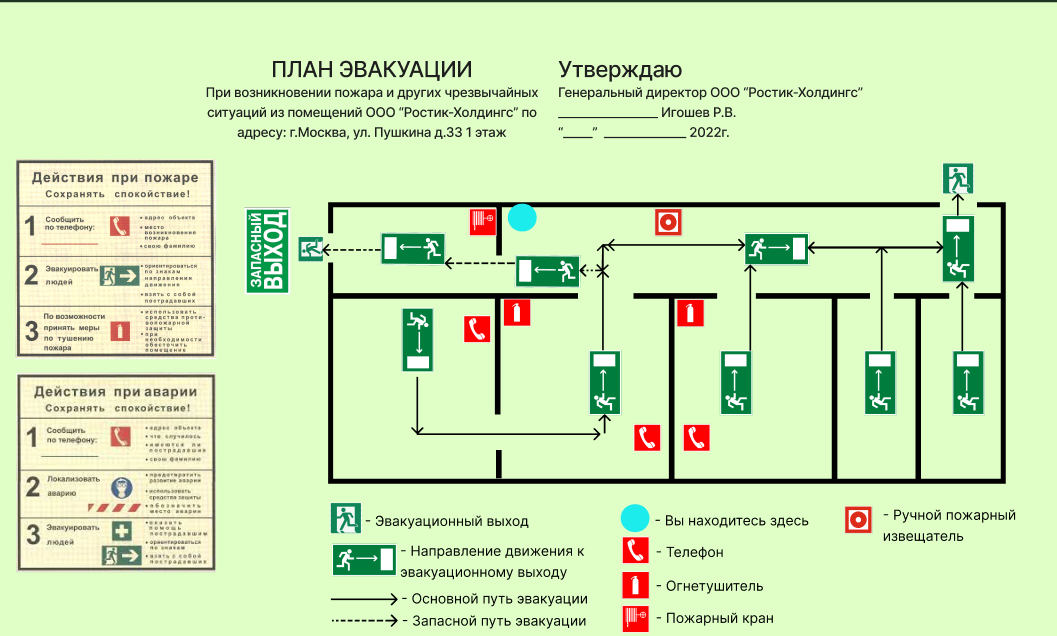 ПЛАН ЭВАКУАЦИИ
При возникновении пожара и других чрезвычайных
ситуаций из помещений ООО “Ростик-Холдингс” по
адресу: г.Москва, ул. Пушкина д.33 1 этаж
Утверждаю
Генеральный директор ООО “Ростик-Холдингс”
______________ Игошев Р.В.
“____” ____________ 2022г.
Действия при пожаре
Сохранять спокойствие!
1
Сообщить
по телефону:
• адрес объекта
• место
возникновения
пожара
• свою фамилию
2
Эвакуировать
людей
• ориентироваться
по знакам
направления
движения
• взять с собой
пострадавших
3
По возможности
принять меры
по тушению
пожара
• использовать
средства проти-
вопожарной
защиты
• при
необходимости
обесточить
помещение
Действия при аварии
Сохранять спокойствие!
1
Сообщить
по телефону:
• адрес объекта
• что случилось
• имеются ли
пострадавшие
• свою фамилию
2
Локализовать
аварию
• предотвратить
развитие аварии
• использовать
средства защиты
• обозначить
место аварии
3
Эвакуировать
людей
• оказать
помощь
пострадавшим
• ориентироваться
по знакам
• взять с собой
пострадавших
ЗАПАСНЫЙ
ВЫХОД
- Эвакуационный выход
- Направление движения к
эвакуационному выходу
- Основной путь эвакуации
- Запасной путь эвакуации
- Вы находитесь здесь
- Телефон
- Огнетушитель
- Пожарный кран
- Ручной пожарный
извещатель